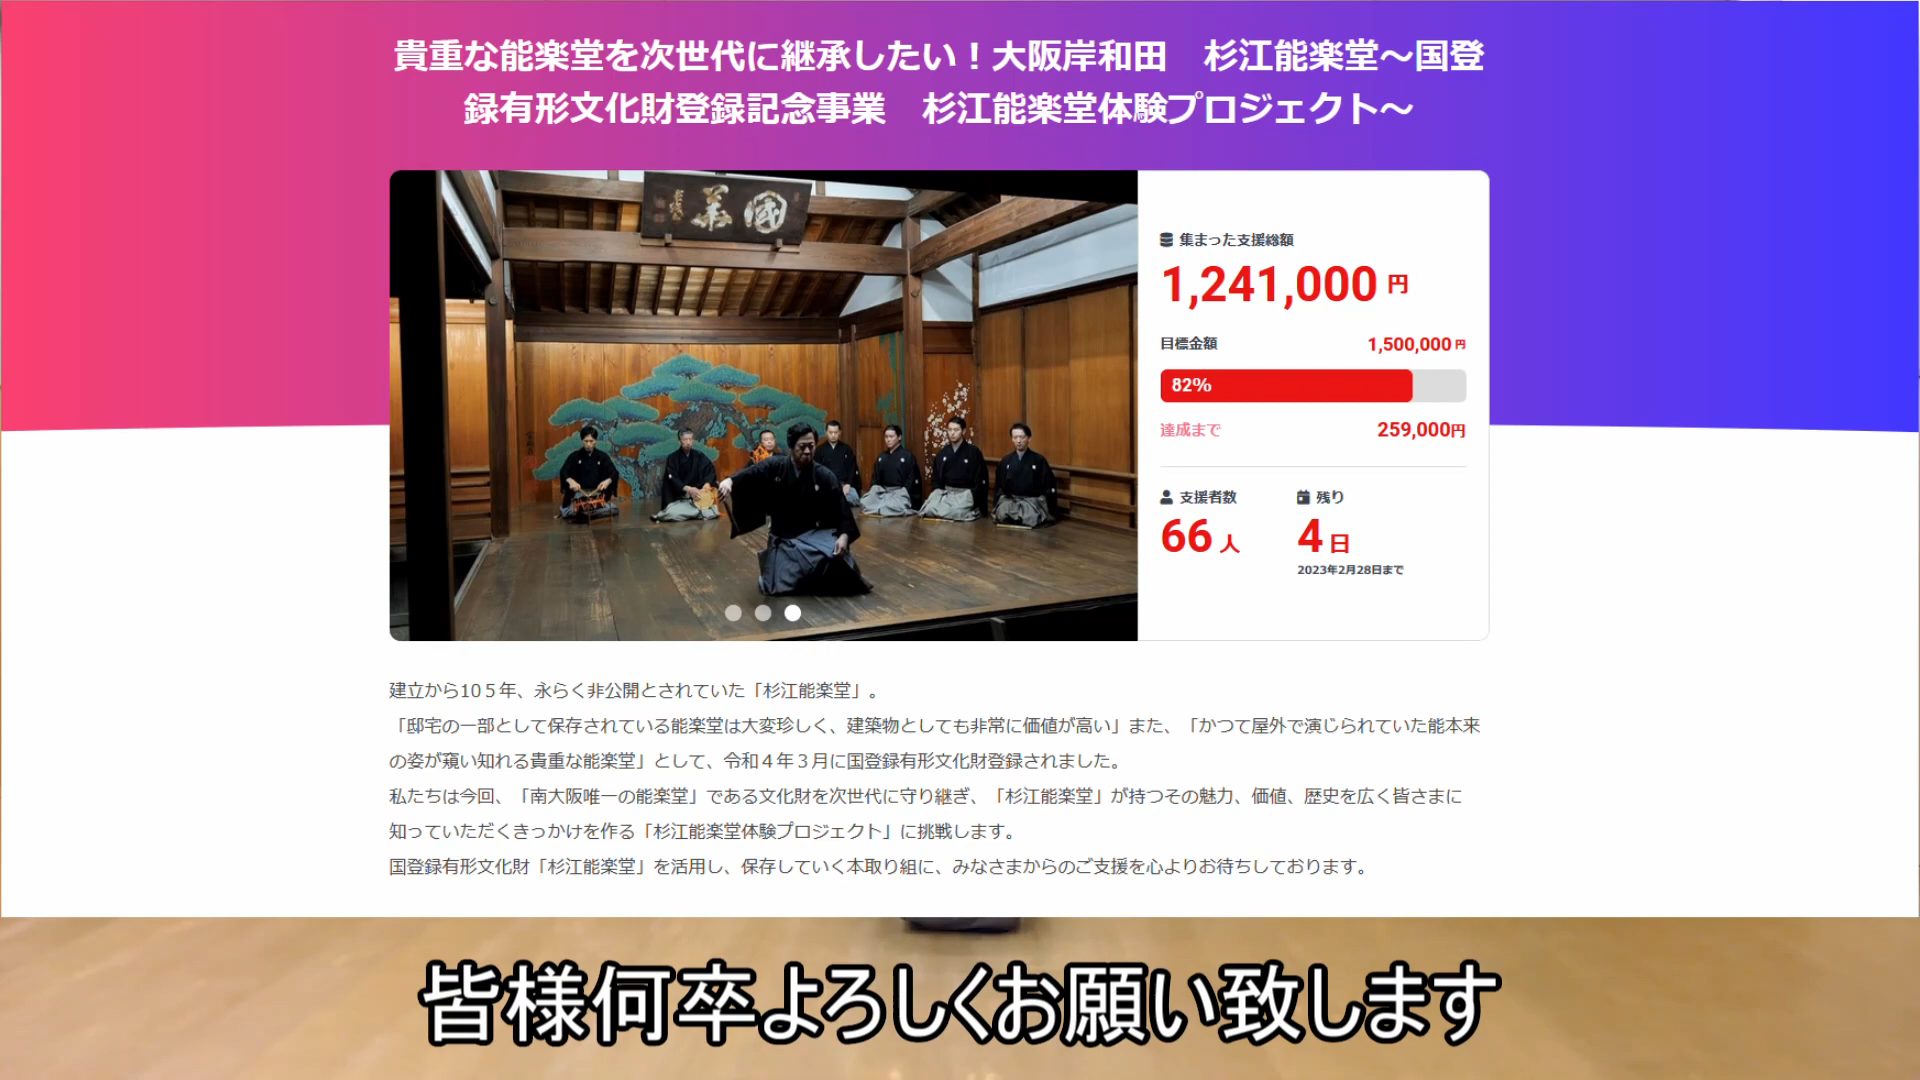 貴重な能楽堂を次世代に継承したい！大阪岸和田　杉江能楽堂～国登
録有形文化財登録記念事業　杉江能楽堂体験プロジェクト～
國華
集まった支援総額
1,241,000 円
目標金額 1,500,000 円
82%
達成まで 259,000円
支援者数 残り
66 人 4 日
2023年2月28日まで
建立から10５年、永らく非公開とされていた「杉江能楽堂」。
「邸宅の一部として保存されている能楽堂は大変珍しく、建築物としても非常に価値が高い」また、「かつて屋外で演じられていた能本来
の姿が窺い知れる貴重な能楽堂」として、令和４年３月に国登録有形文化財登録されました。
私たちは今回、「南大阪唯一の能楽堂」である文化財を次世代に守り継ぎ、「杉江能楽堂」が持つその魅力、価値、歴史を広く皆さまに
知っていただくきっかけを作る「杉江能楽堂体験プロジェクト」に挑戦します。
国登録有形文化財「杉江能楽堂」を活用し、保存していく本取り組に、みなさまからのご支援を心よりお待ちしております。
皆様何卒よろしくお願い致します